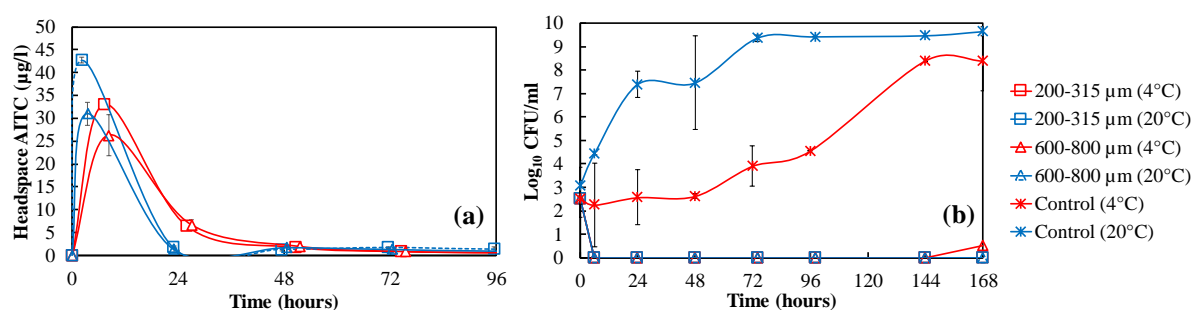 Headspace AITC (µg/l)
50
45
40
35
30
25
20
15
10
5
0
0 24 48 72 96
Time (hours)
(a)
Log₁₀ CFU/ml
10
9
8
7
6
5
4
3
2
1
0
0 24 48 72 96 120 144 168
Time (hours)
(b)
200-315 µm (4°C)
200-315 µm (20°C)
600-800 µm (4°C)
600-800 µm (20°C)
Control (4°C)
Control (20°C)